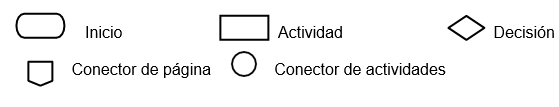 Inicio Actividad Decisión
Conector de página Conector de actividades